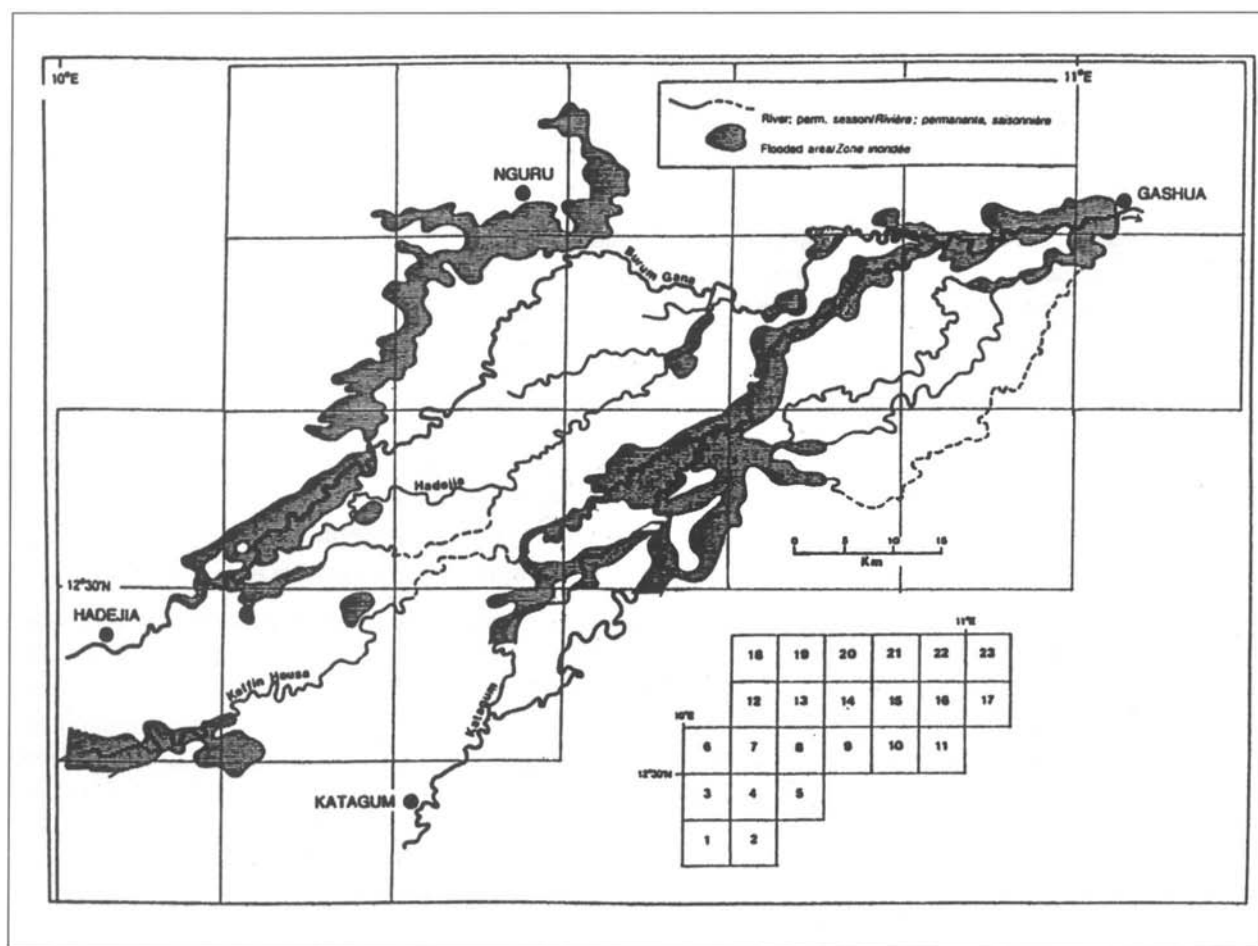 10°E
11°E
River; perm. season/Rivière; permanente, saisonnière
Flooded area/Zone inondée
NGURU
GASHUA
Burum Gana
Hadejia
0 5 10 15
Km
12°30'N
HADEJIA
Kaffin Hausa
Katagum
KATAGUM
11°E
18 19 20 21 22 23
12 13 14 15 16 17
10°E
6 7 8 9 10 11
12°30'N
3 4 5
1 2